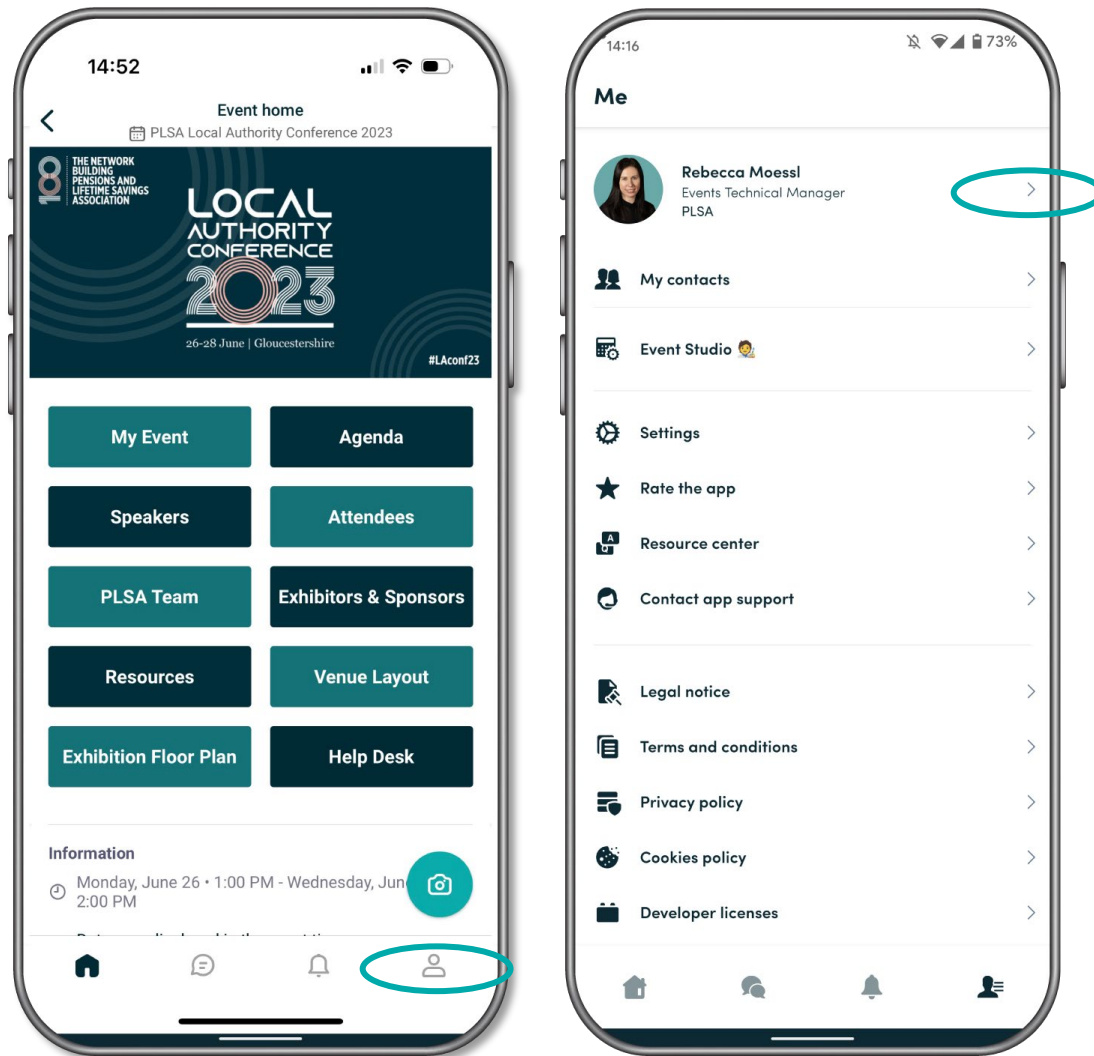 14:52
Event home
PLSA Local Authority Conference 2023
THE NETWORK
BUILDING
PENSIONS AND
LIFETIME SAVINGS
ASSOCIATION
100
LOCAL
AUTHORITY
CONFERENCE
2023
26-28 June | Gloucestershire
#LAconf23
My Event
Agenda
Speakers
Attendees
PLSA Team
Exhibitors & Sponsors
Resources
Venue Layout
Exhibition Floor Plan
Help Desk
Information
Monday, June 26 • 1:00 PM - Wednesday, Jun
2:00 PM
14:16
73%
Me
Rebecca Moessl
Events Technical Manager
PLSA
My contacts
Event Studio
Settings
Rate the app
A
Q
Resource center
Contact app support
Legal notice
Terms and conditions
Privacy policy
Cookies policy
Developer licenses